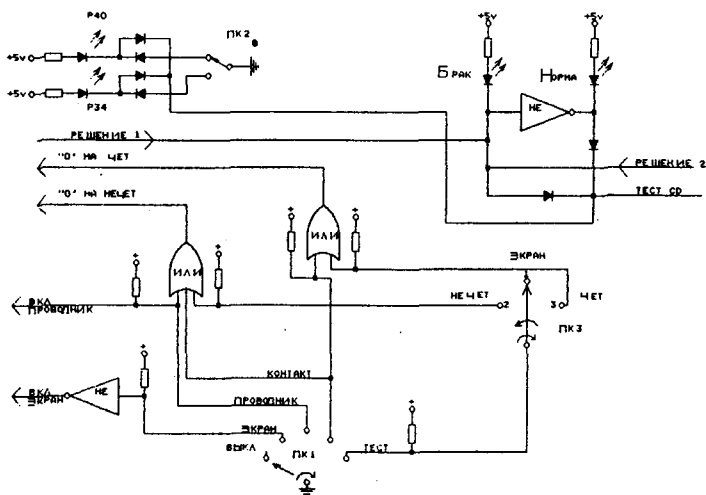 P40
+5v
ПК2
+5v
P34
+5v
+5v
БРАК
НОРМА
НЕ
РЕШЕНИЕ 1
РЕШЕНИЕ 2
ТЕСТ CD
"0" НА ЧЕТ
"0" НА НЕЧЕТ
+
+
ИЛИ
+
+
ИЛИ
ЭКРАН
НЕЧЕТ
2
3
ЧЕТ
ПК3
ВКЛ
ПРОВОДНИК
+
КОНТАКТ
НЕ
ВКЛ
ЭКРАН
ПРОВОДНИК
+
ЭКРАН
ВЫКЛ
ПК1
ТЕСТ